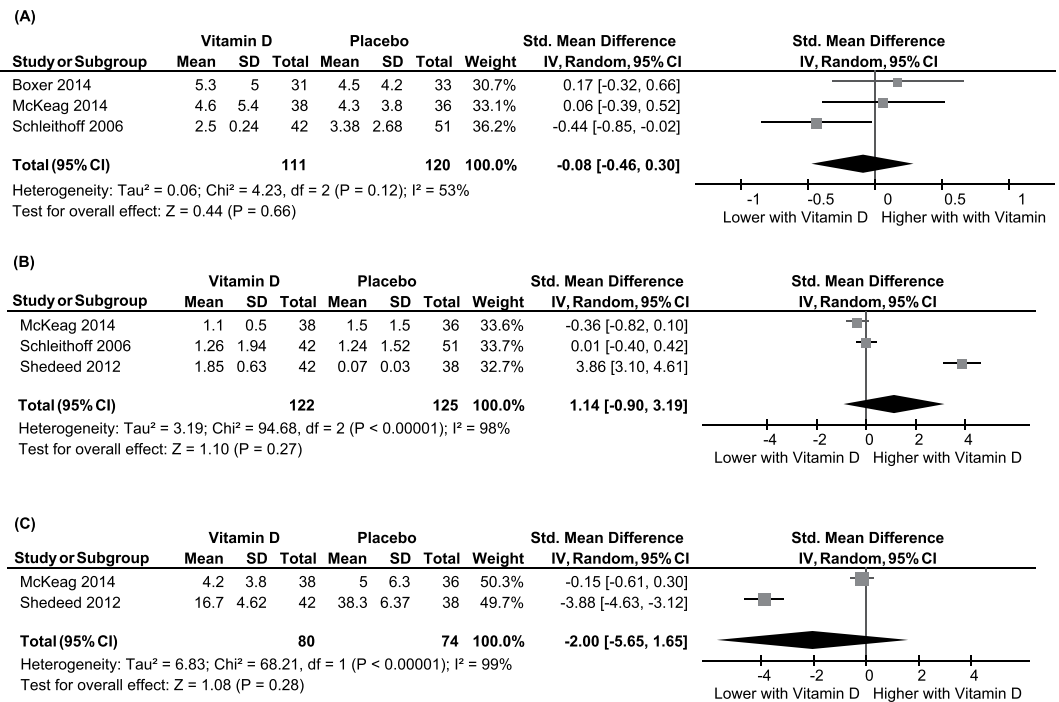 (A)
Vitamin D Placebo Std. Mean Difference Std. Mean Difference
Study or Subgroup Mean SD Total Mean SD Total Weight IV, Random, 95% CI IV, Random, 95% CI
Boxer 2014 5.3 5 31 4.5 4.2 33 30.7% 0.17 [-0.32, 0.66]
McKeag 2014 4.6 5.4 38 4.3 3.8 36 33.1% 0.06 [-0.39, 0.52]
Schleithoff 2006 2.5 0.24 42 3.38 2.68 51 36.2% -0.44 [-0.85, -0.02]
Total (95% CI) 111 120 100.0% -0.08 [-0.46, 0.30]
Heterogeneity: Tau² = 0.06; Chi² = 4.23, df = 2 (P = 0.12); I² = 53%
Test for overall effect: Z = 0.44 (P = 0.66)
-1 -0.5 0 0.5 1
Lower with Vitamin D Higher with with Vitamin
(B)
Vitamin D Placebo Std. Mean Difference Std. Mean Difference
Study or Subgroup Mean SD Total Mean SD Total Weight IV, Random, 95% CI IV, Random, 95% CI
McKeag 2014 1.1 0.5 38 1.5 1.5 36 33.6% -0.36 [-0.82, 0.10]
Schleithoff 2006 1.26 1.94 42 1.24 1.52 51 33.7% 0.01 [-0.40, 0.42]
Shedeed 2012 1.85 0.63 42 0.07 0.03 38 32.7% 3.86 [3.10, 4.61]
Total (95% CI) 122 125 100.0% 1.14 [-0.90, 3.19]
Heterogeneity: Tau² = 3.19; Chi² = 94.68, df = 2 (P < 0.00001); I² = 98%
Test for overall effect: Z = 1.10 (P = 0.27)
-4 -2 0 2 4
Lower with Vitamin D Higher with Vitamin D
(C)
Vitamin D Placebo Std. Mean Difference Std. Mean Difference
Study or Subgroup Mean SD Total Mean SD Total Weight IV, Random, 95% CI IV, Random, 95% CI
McKeag 2014 4.2 3.8 38 5 6.3 36 50.3% -0.15 [-0.61, 0.30]
Shedeed 2012 16.7 4.62 42 38.3 6.37 38 49.7% -3.88 [-4.63, -3.12]
Total (95% CI) 80 74 100.0% -2.00 [-5.65, 1.65]
Heterogeneity: Tau² = 6.83; Chi² = 68.21, df = 1 (P < 0.00001); I² = 99%
Test for overall effect: Z = 1.08 (P = 0.28)
-4 -2 0 2 4
Lower with Vitamin D Higher with Vitamin D